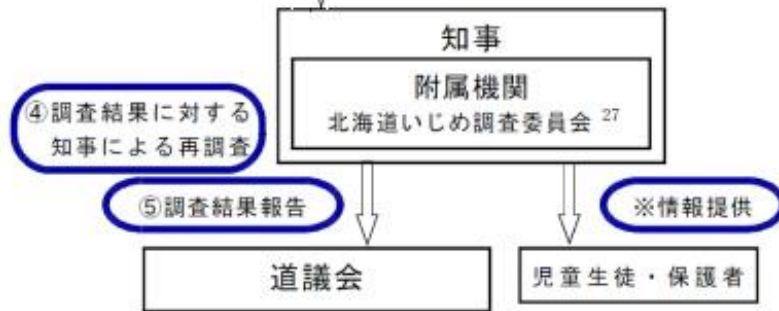 知事
附属機関
北海道いじめ調査委員会 27
④調査結果に対する
知事による再調査
⑤調査結果報告
※情報提供
道議会
児童生徒・保護者